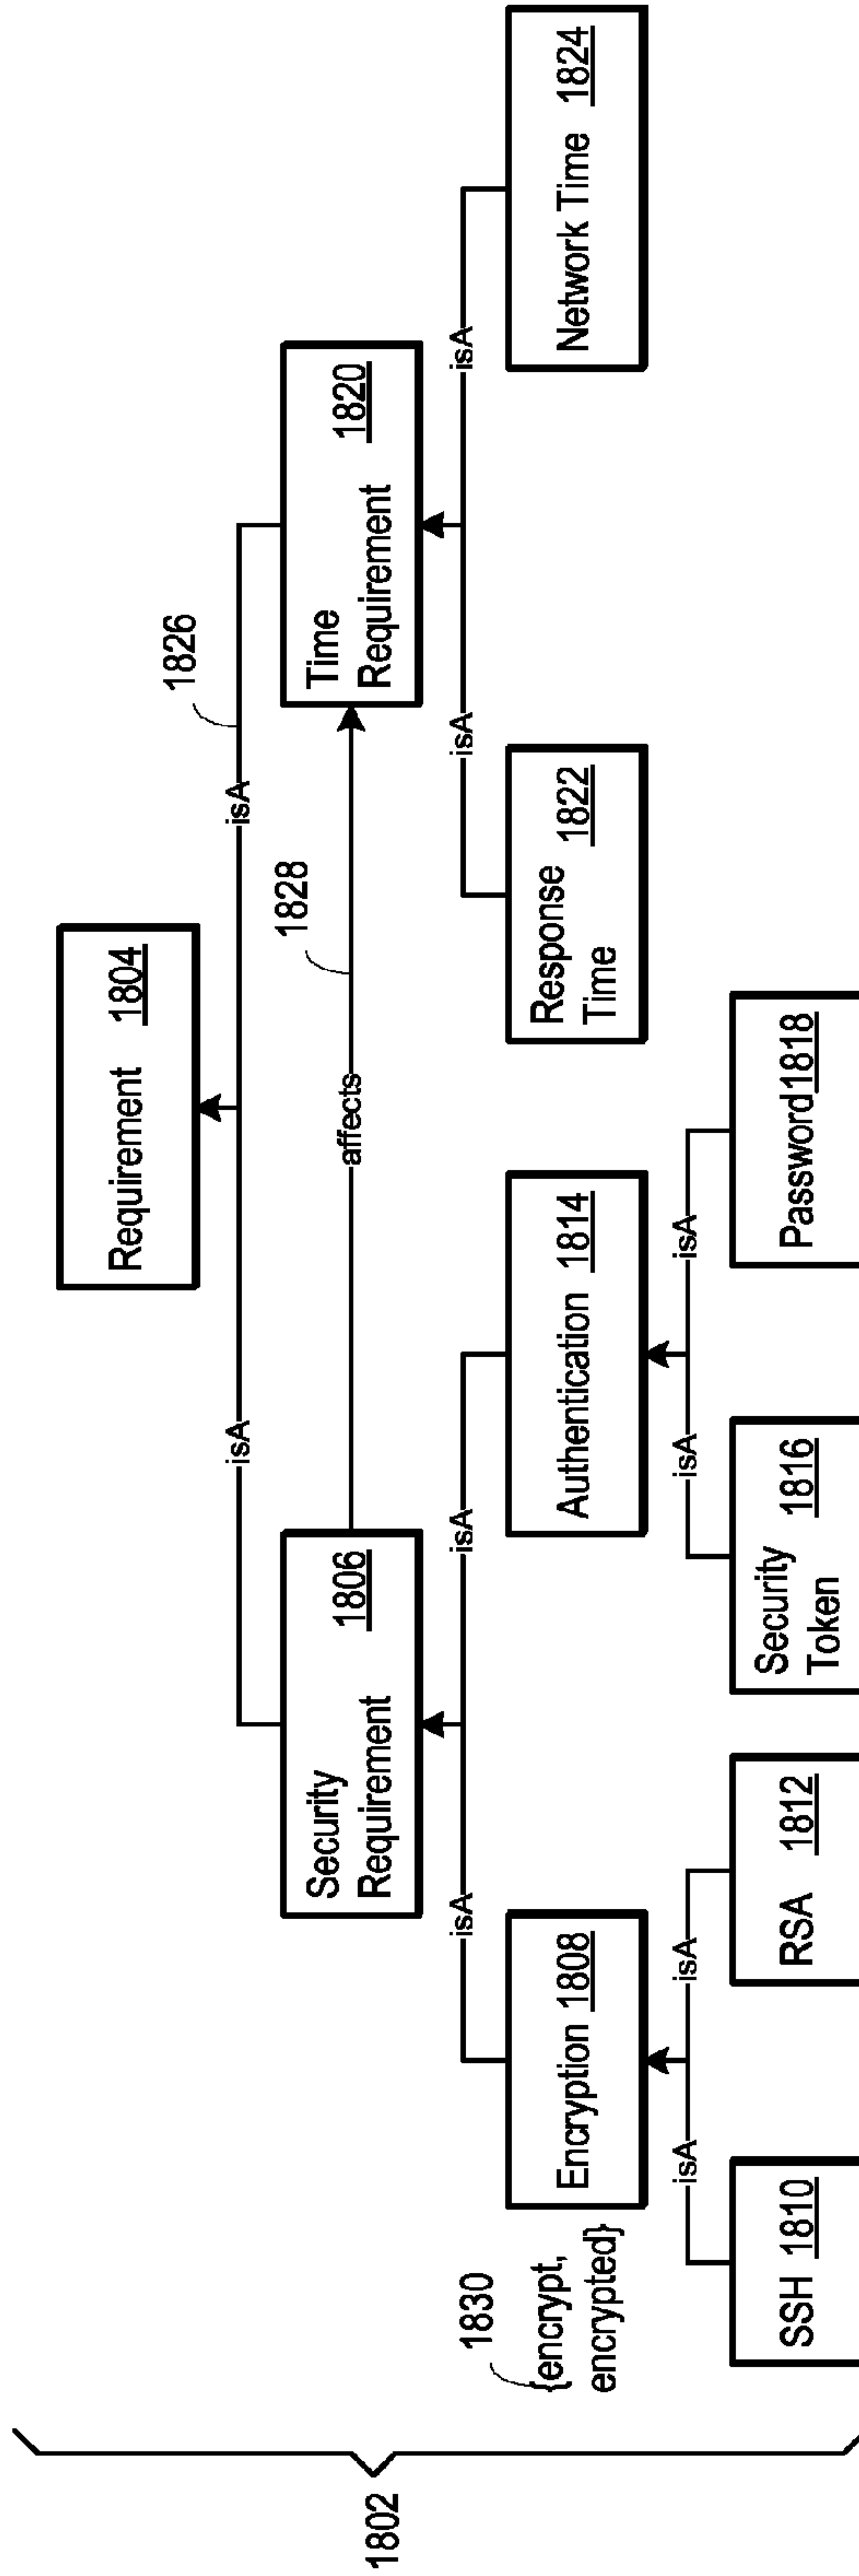 1802
Requirement 1804
isA
isA
1826
Security
Requirement 1806
affects
1828
Time
Requirement 1820
isA
isA
isA
isA
1830
{encrypt,
encrypted}
Encryption 1808
Authentication 1814
Response
Time 1822
Network Time 1824
isA
isA
isA
isA
SSH 1810
RSA 1812
Security
Token 1816
Password 1818